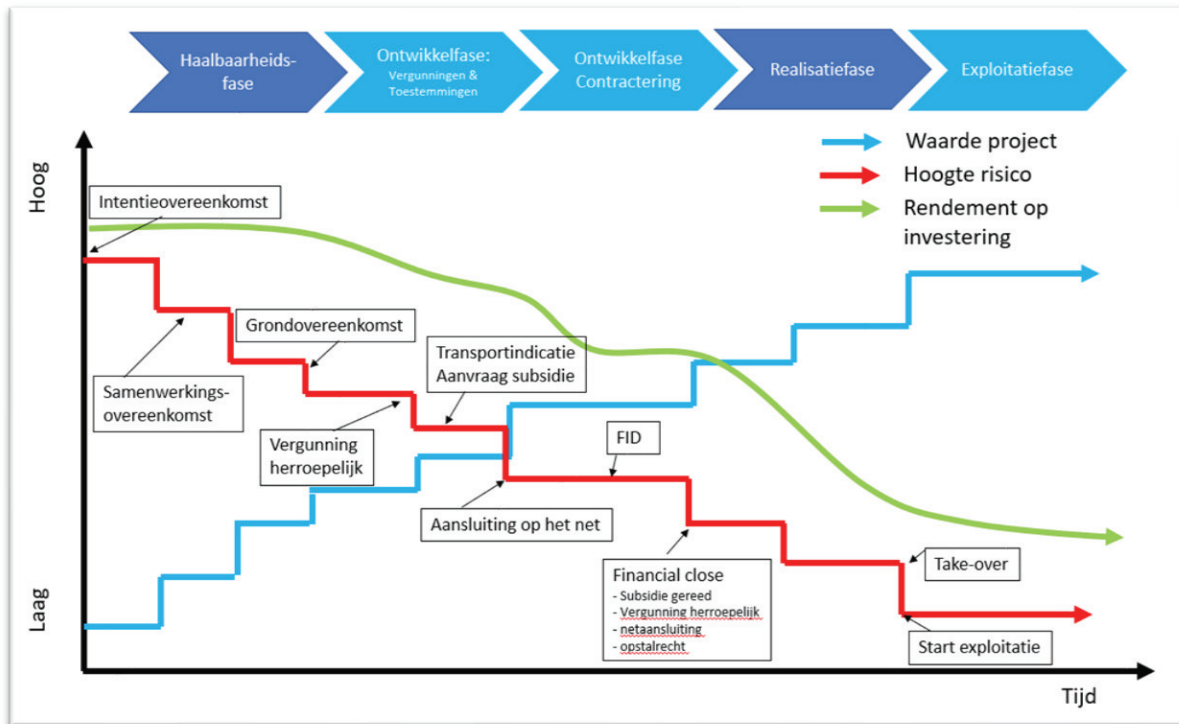 Haalbaarheids-
fase
Ontwikkelfase:
Vergunningen &
Toestemmingen
Ontwikkelfase
Contractering
Realisatiefase
Exploitatiefase
Hoog
Waarde project
Hoogte risico
Rendement op
investering
Intentieovereenkomst
Grondovereenkomst
Transportindicatie
Aanvraag subsidie
Samenwerkings-
overeenkomst
Vergunning
herroepelijk
FID
Aansluiting op het net
Financial close
- Subsidie gereed
- Vergunning herroepelijk
- netaansluiting
- opstalrecht
Take-over
Start exploitatie
Laag
Tijd